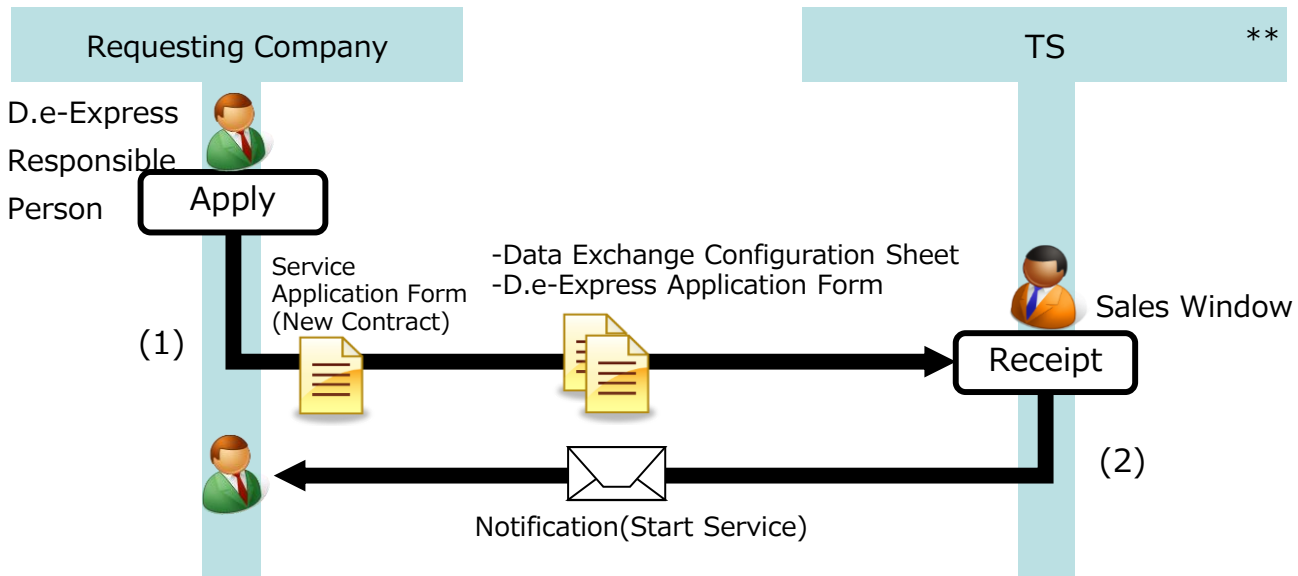 Requesting Company
TS
**
D.e-Express
Responsible
Person
Apply
Service
Application Form
(New Contract)
-Data Exchange Configuration Sheet
-D.e-Express Application Form
Sales Window
(1)
Receipt
(2)
Notification(Start Service)